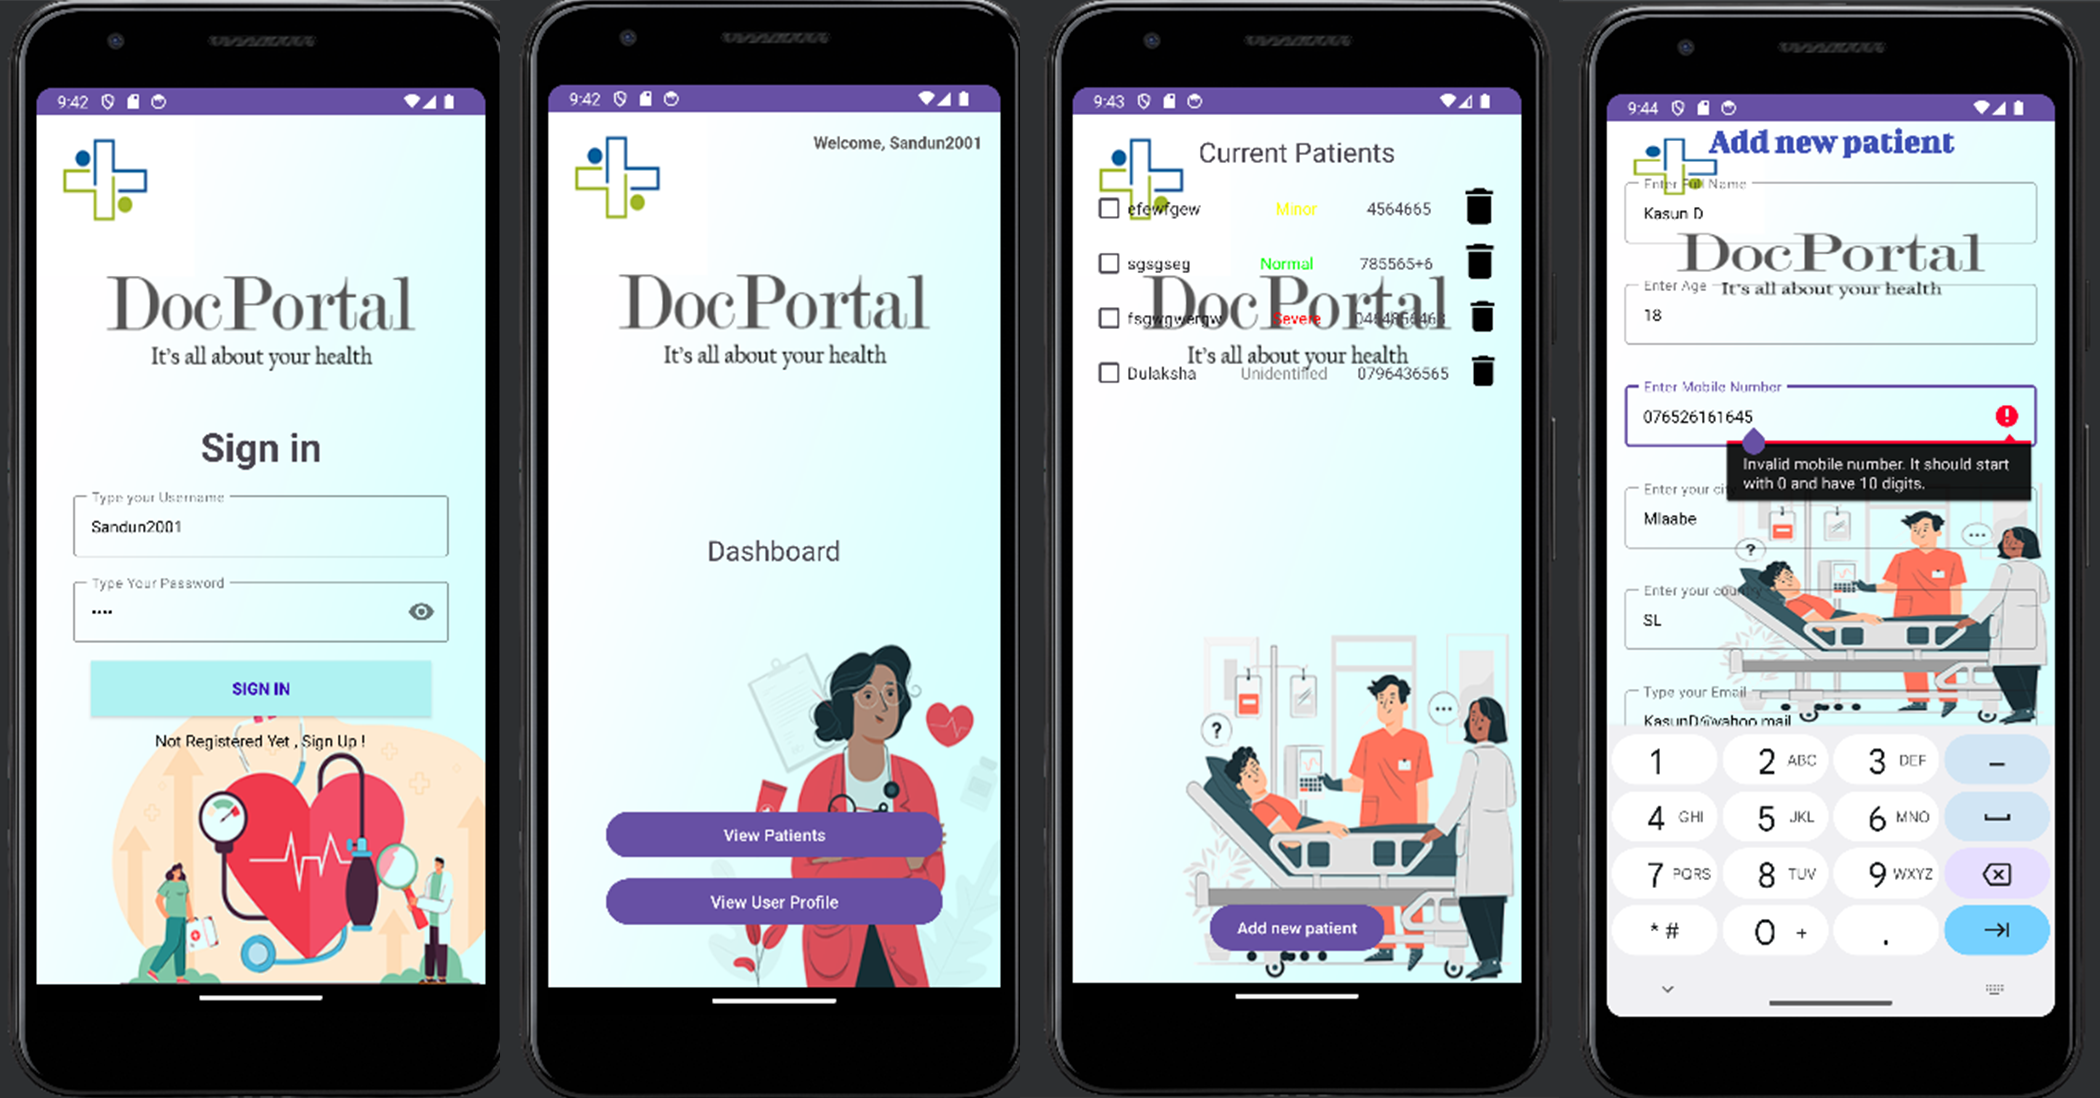 9:42
DocPortal
It's all about your health
Sign in
Type your Username
Sandun2001
Type Your Password
••••
SIGN IN
Not Registered Yet , Sign Up !
9:42
Welcome, Sandun2001
DocPortal
It's all about your health
Dashboard
View Patients
View User Profile
9:43
Current Patients
efewfgew Minor 4564665
sgsgseg Normal 785565+6
DocPortal
fsgwgwergw Severe
It's all about your health
Dulaksha Unidentified 0796436565
?
...
Add new patient
9:44
Add new patient
Enter Full Name
Kasun D
DocPortal
It's all about your health
Enter Age
18
Enter Mobile Number
076526161645
!
Invalid mobile number. It should start
with 0 and have 10 digits.
Enter your
Mlaabe
?
...
Enter your country
SL
Type your Email
KasunD@yahoo.mail
1 2 ABC 3 DEF –
4 GHI 5 JKL 6 MNO
7 PQRS 8 TUV 9 WXYZ
* # 0 + .